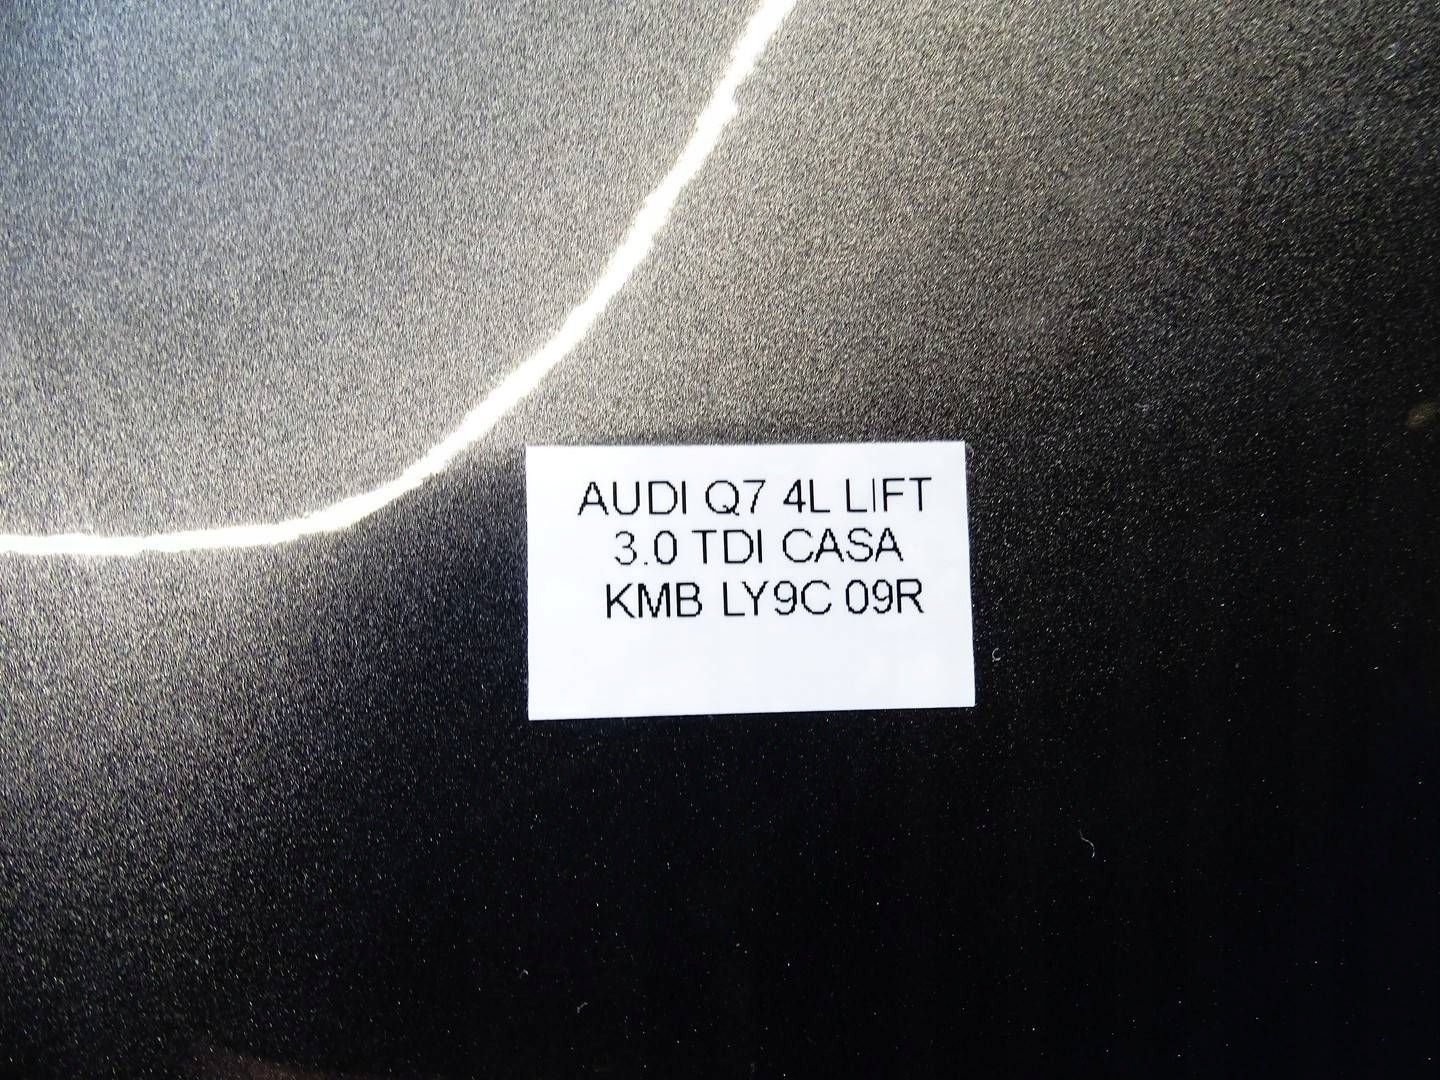 AUDI Q7 4L LIFT
3.0 TDI CASA
KMB LY9C 09R